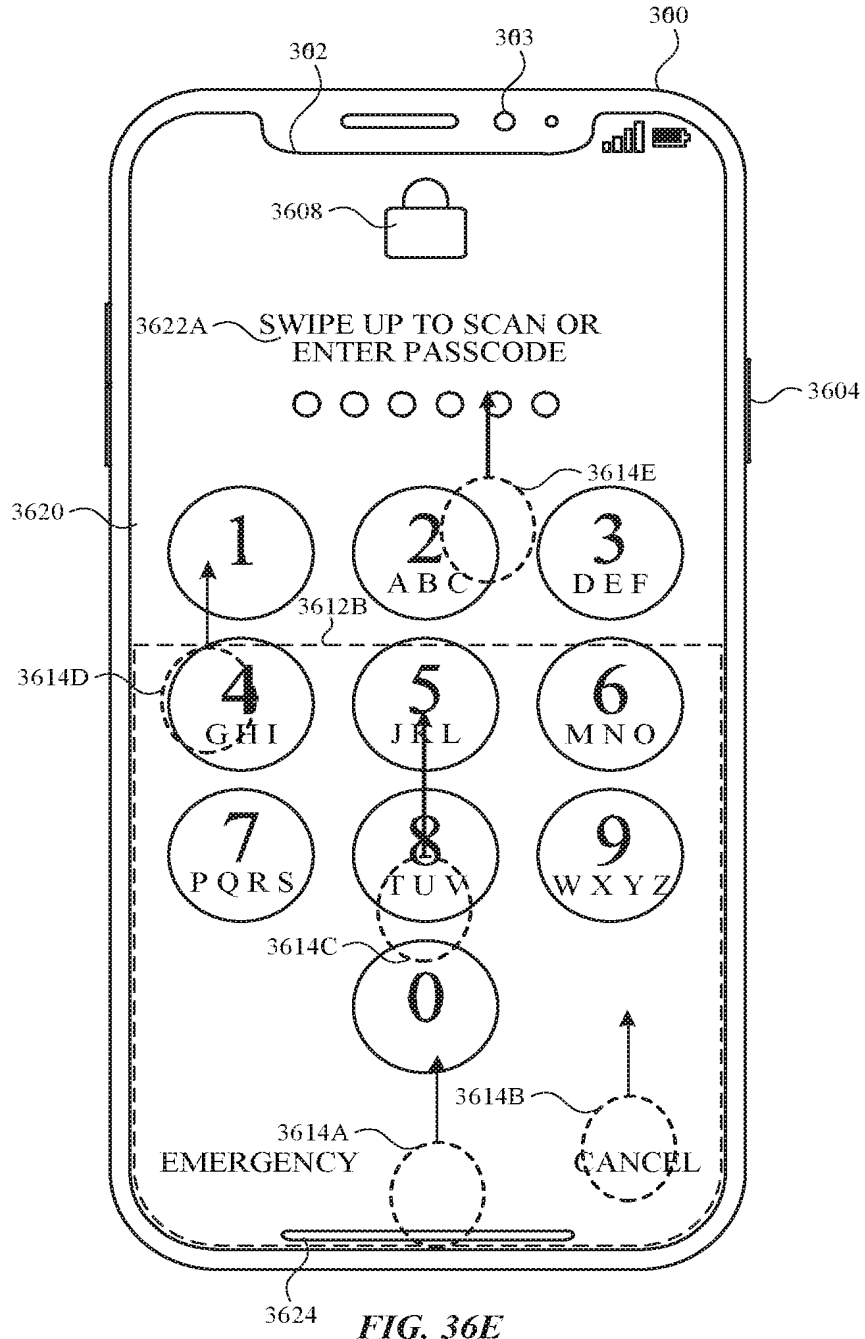 300
302
303
3608
3622A
SWIPE UP TO SCAN OR
ENTER PASSCODE
3604
3614E
3620
1
2
ABC
3
DEF
3612B
3614D
4
GHI
5
JKL
6
MNO
7
PQRS
8
TUV
9
WXYZ
3614C
0
3614B
3614A
EMERGENCY
CANCEL
3624
FIG. 36E